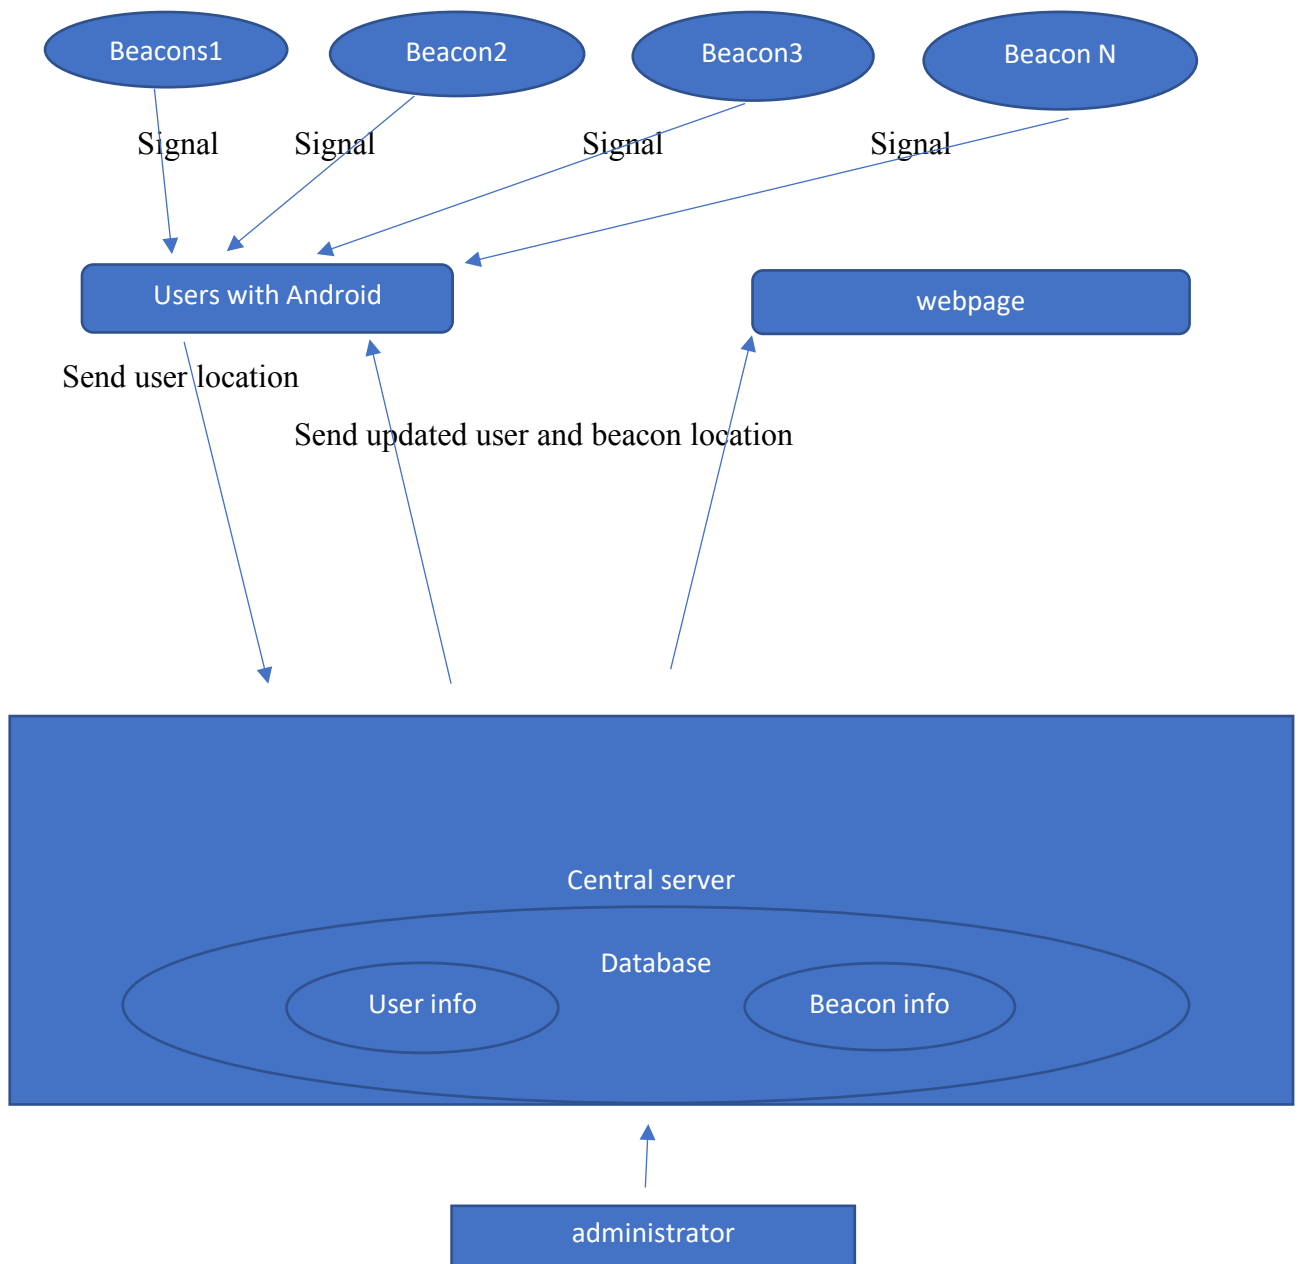 Beacons1
Beacon2
Beacon3
Beacon N
Signal
Signal
Signal
Signal
Users with Android
webpage
Send user location
Send updated user and beacon location
Central server
Database
User info
Beacon info
administrator